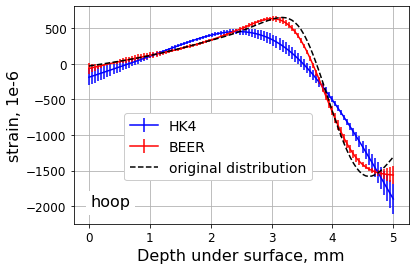 500
0
−500
−1000
−1500
−2000
strain, 1e-6
HK4
BEER
original distribution
hoop
0 1 2 3 4 5
Depth under surface, mm